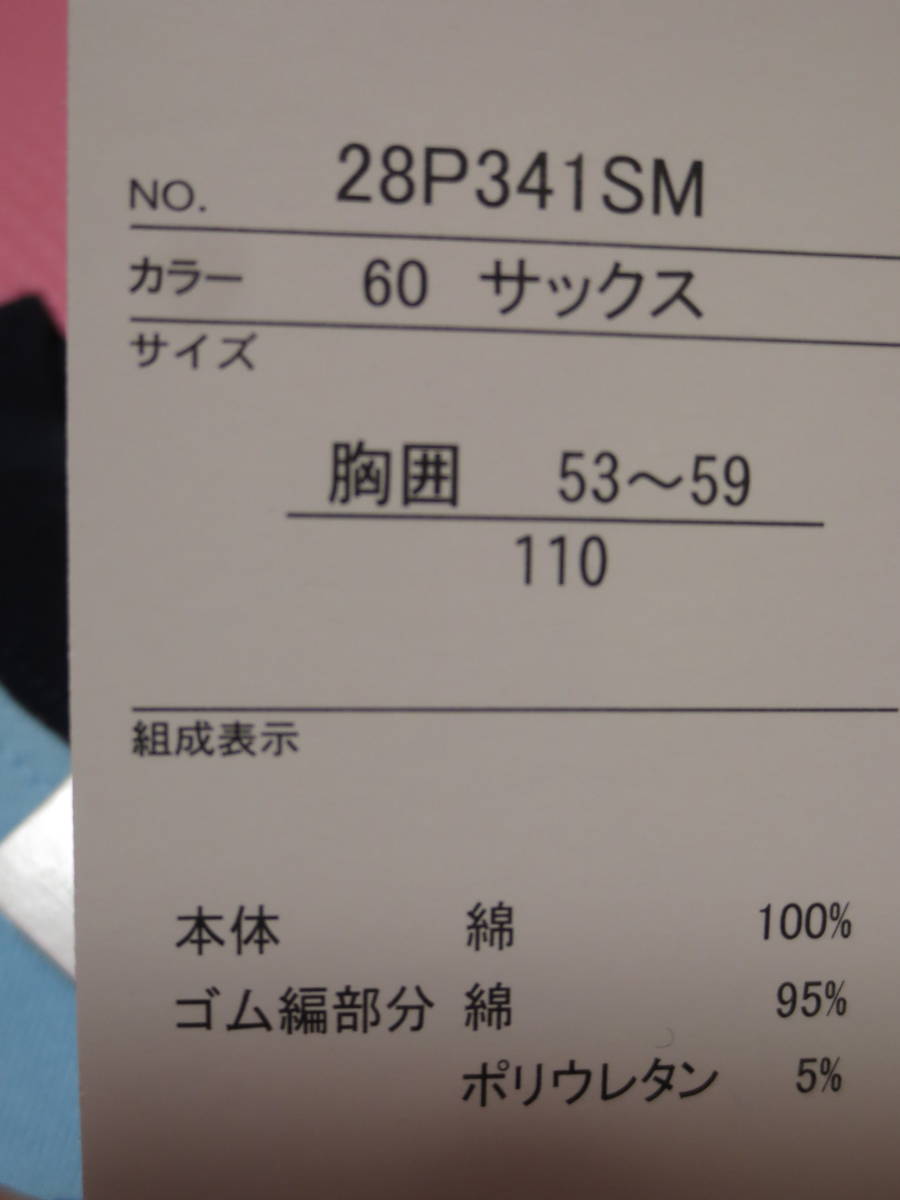 NO. 28P341SM
カラー 60 サックス
サイズ
胸囲 53～59
110
組成表示
本体 綿 100%
ゴム編部分 綿 95%
ポリウレタン 5%